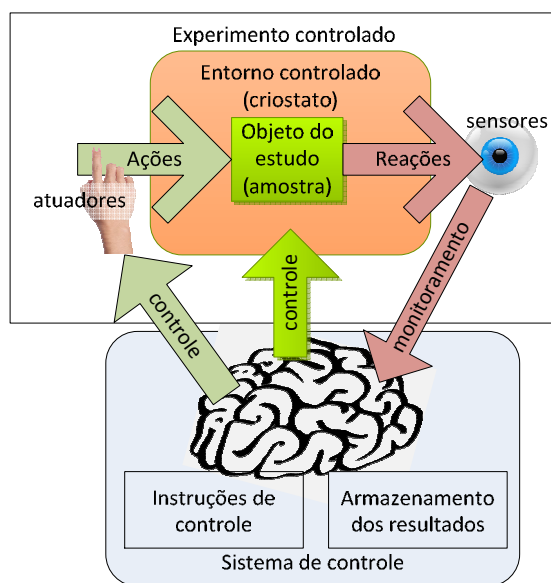 Experimento controlado
Entorno controlado
(criostato)
sensores
Objeto do
estudo
(amostra)
Ações
Reações
atuadores
controle
controle
monitoramento
Instruções de
controle
Armazenamento
dos resultados
Sistema de controle